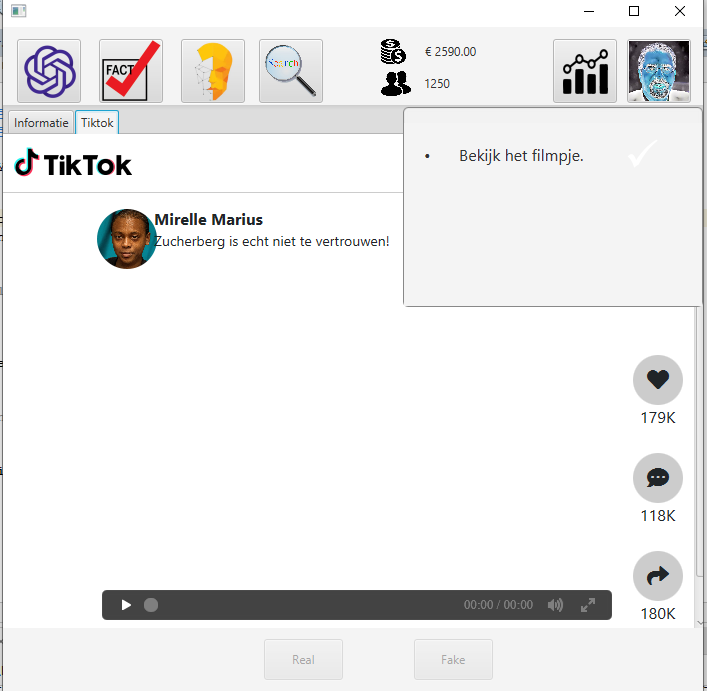 FACT
Search
€ 2590.00
1250
Informatie
Tiktok
• Bekijk het filmpje.
TikTok
Mirelle Marius
Zucherberg is echt niet te vertrouwen!
179K
118K
180K
00:00 / 00:00
Real
Fake